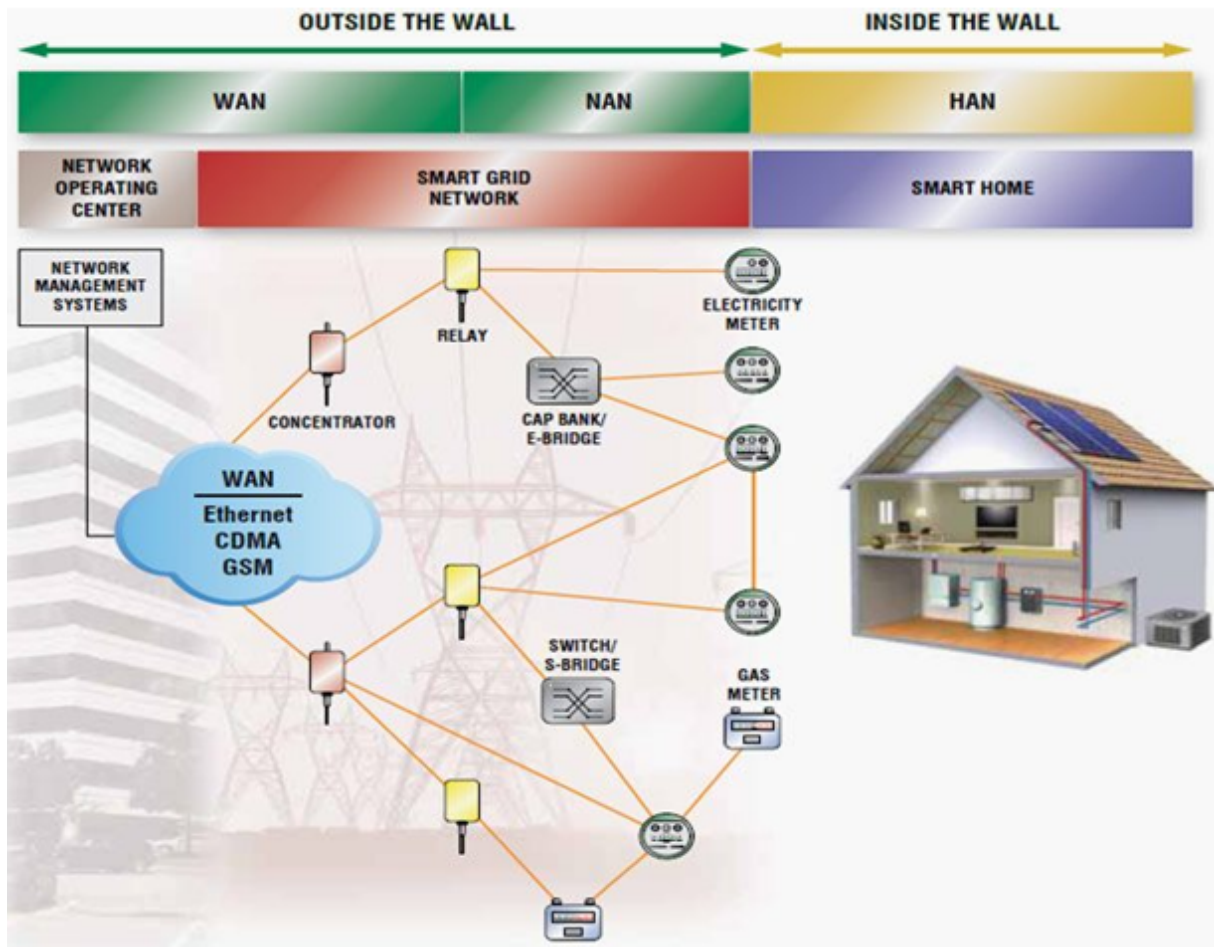 OUTSIDE THE WALL
INSIDE THE WALL
WAN
NAN
HAN
NETWORK
OPERATING
CENTER
SMART GRID
NETWORK
SMART HOME
NETWORK
MANAGEMENT
SYSTEMS
RELAY
ELECTRICITY
METER
CONCENTRATOR
CAP BANK/
E-BRIDGE
WAN
Ethernet
CDMA
GSM
SWITCH/
S-BRIDGE
GAS
METER